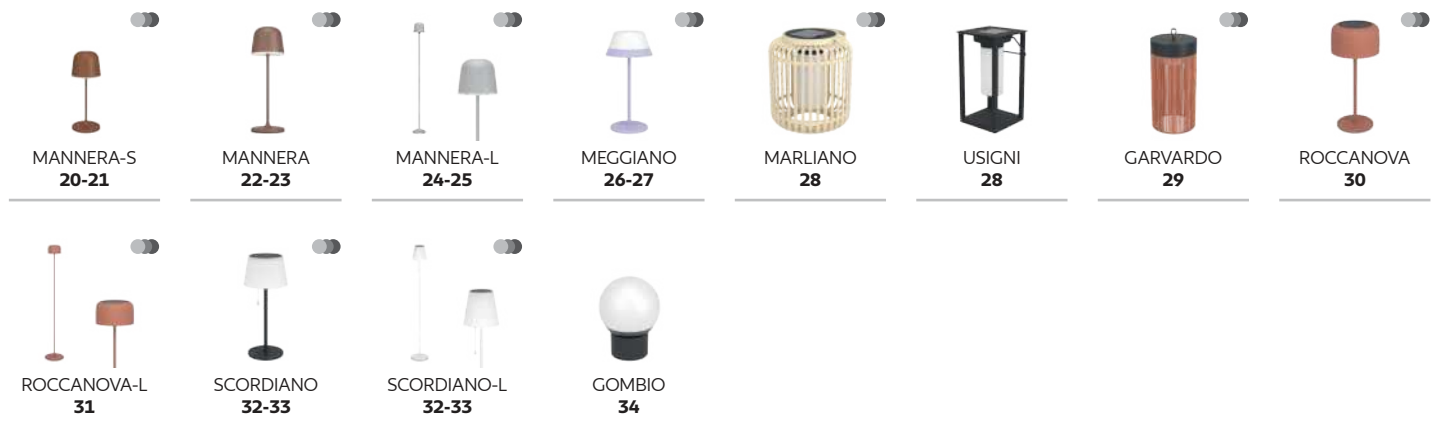 MANNERA-S
20-21
MANNERA
22-23
MANNERA-L
24-25
MEGGIANO
26-27
MARLIANO
28
USIGNI
28
GARVARDO
29
ROCCANOVA
30
ROCCANOVA-L
31
SCORDIANO
32-33
SCORDIANO-L
32-33
GOMBIO
34